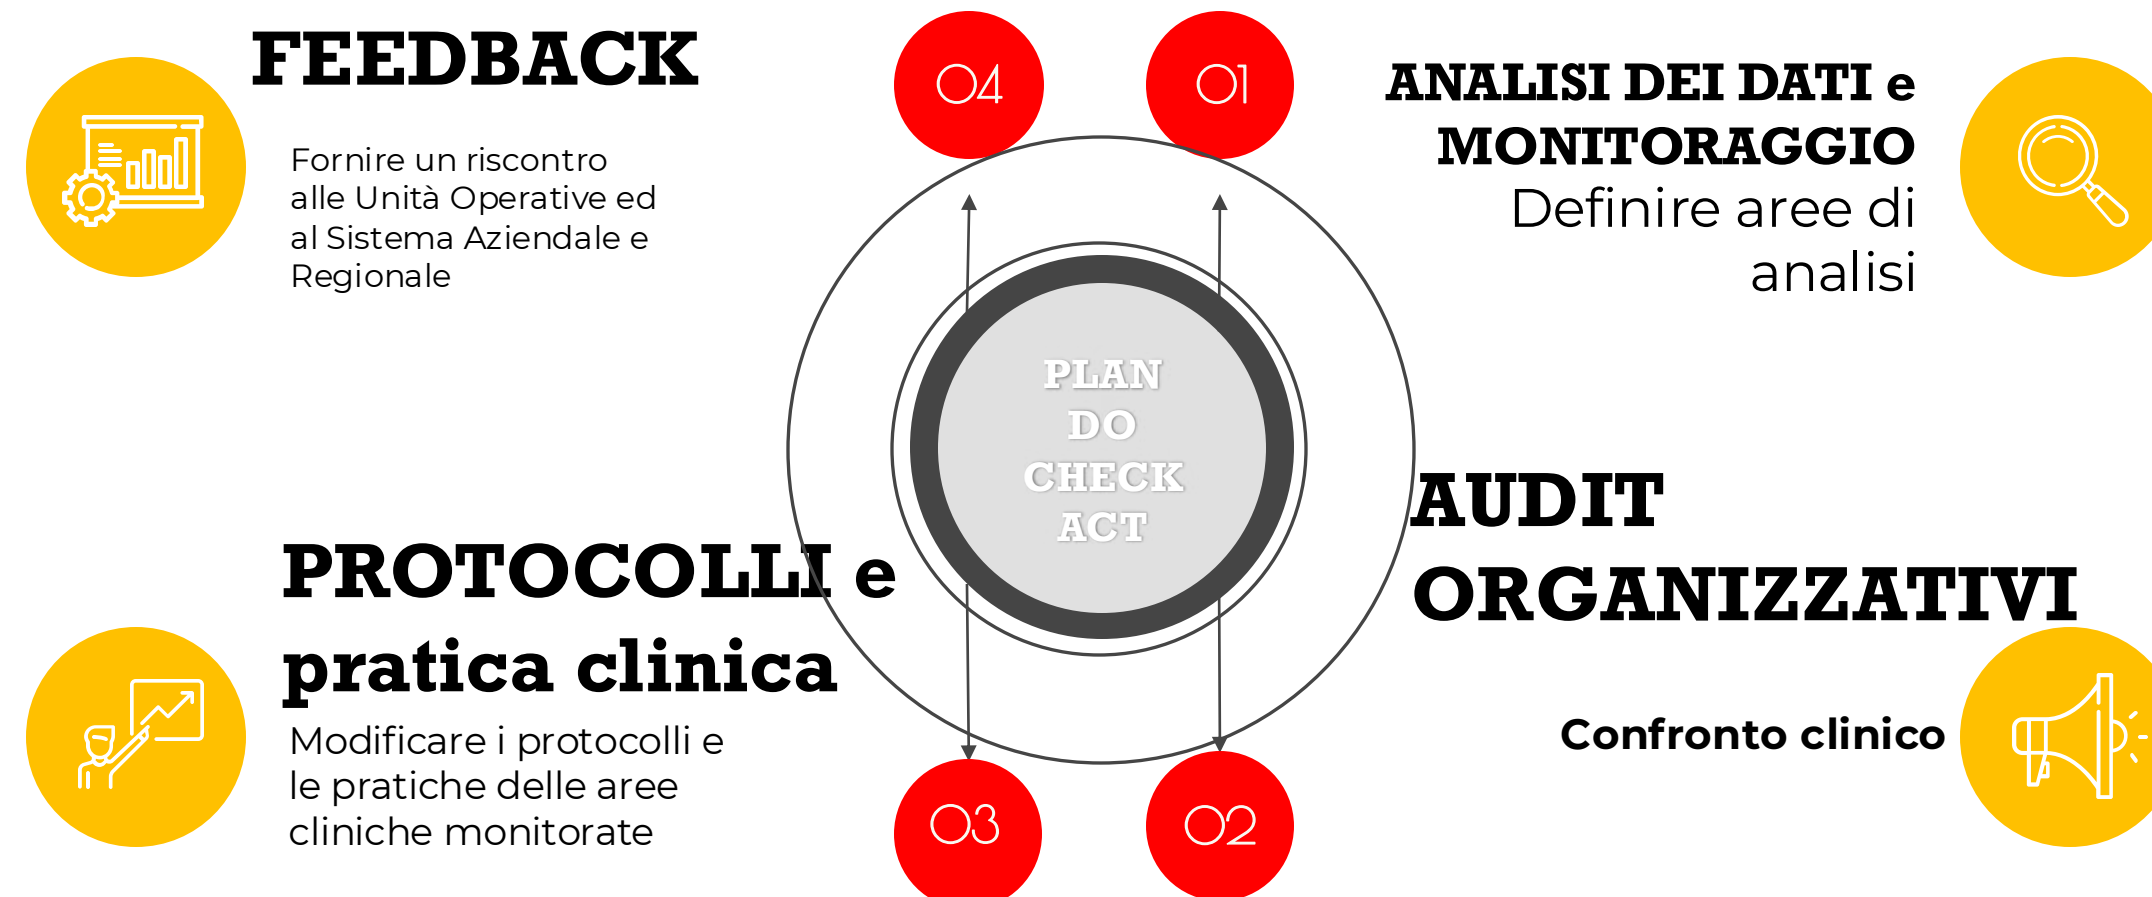 FEEDBACK
Fornire un riscontro
alle Unità Operative ed
al Sistema Aziendale e
Regionale
04
01
ANALISI DEI DATI e
MONITORAGGIO
Definire aree di
analisi
PLAN
DO
CHECK
ACT
AUDIT
ORGANIZZATIVI
Confronto clinico
PROTOCOLLI e
pratica clinica
Modificare i protocolli e
le pratiche delle aree
cliniche monitorate
03
02